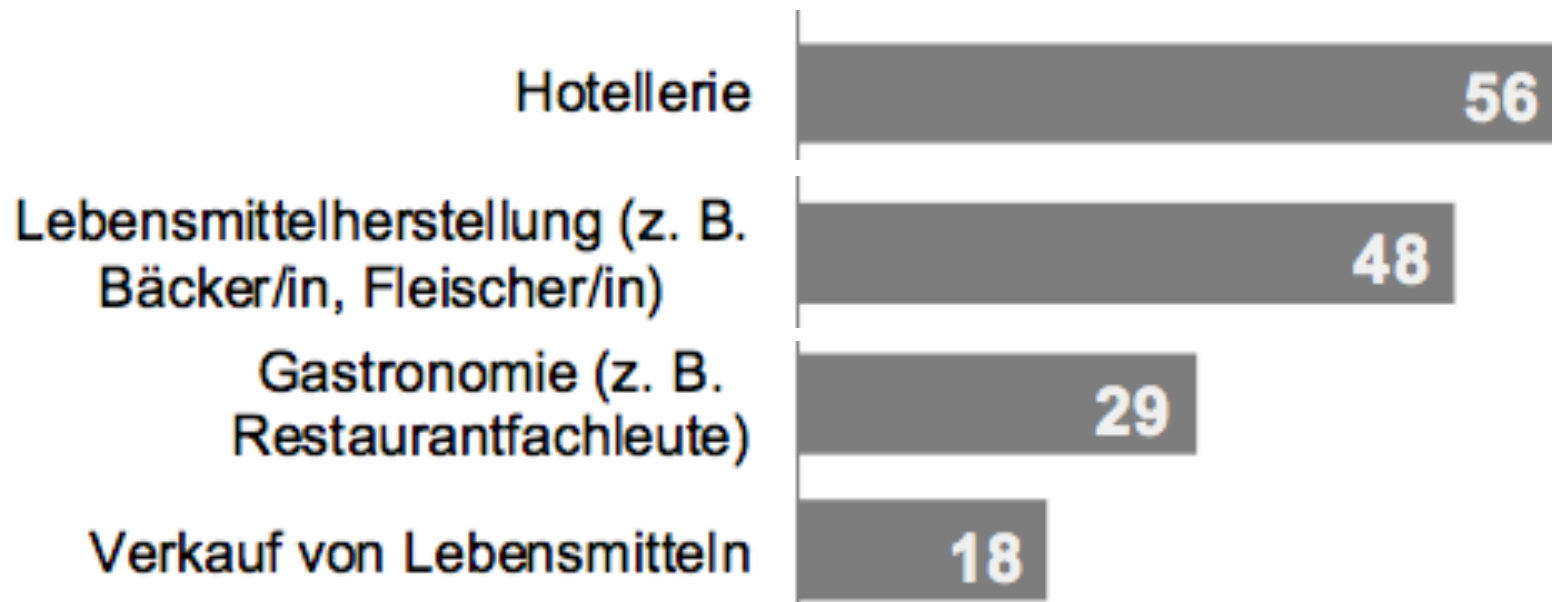 Hotellerie
56
Lebensmittelherstellung (z. B.
Bäcker/in, Fleischer/in)
48
Gastronomie (z. B.
Restaurantfachleute)
29
Verkauf von Lebensmitteln
18